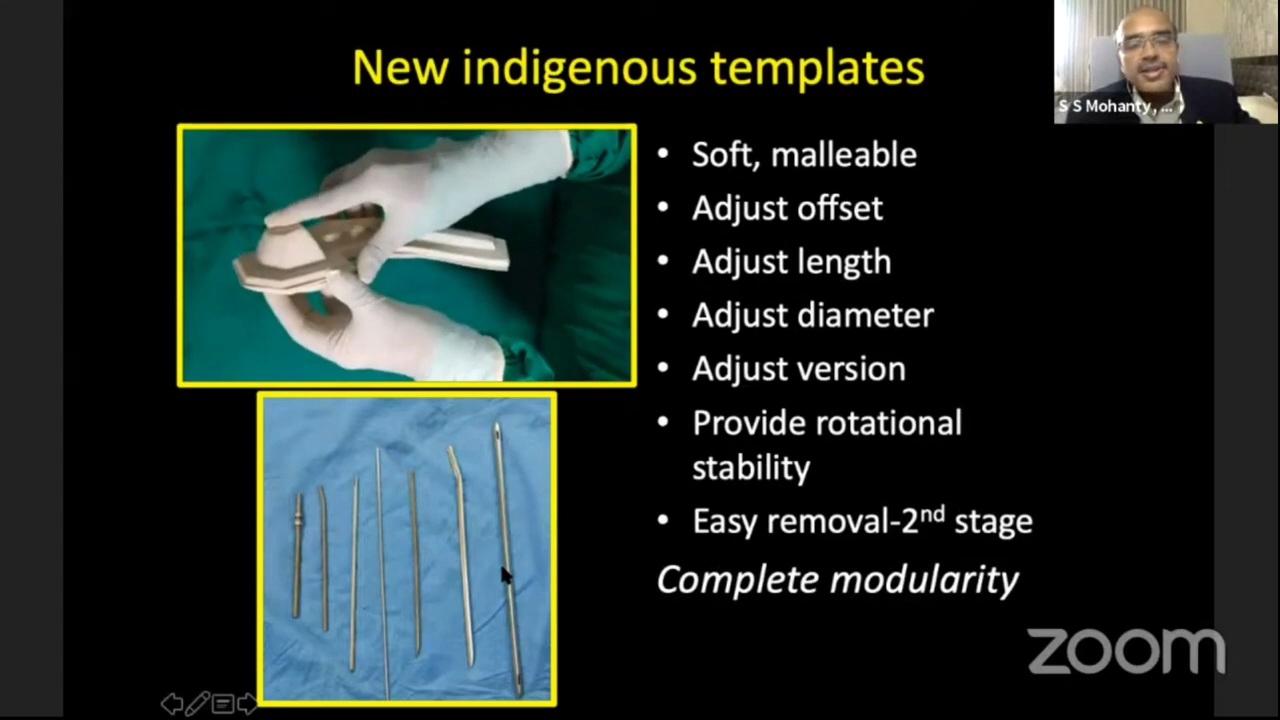 New indigenous templates
S S Mohanty , ...
• Soft, malleable
• Adjust offset
• Adjust length
• Adjust diameter
• Adjust version
• Provide rotational
stability
• Easy removal-2nd stage
Complete modularity
zoom